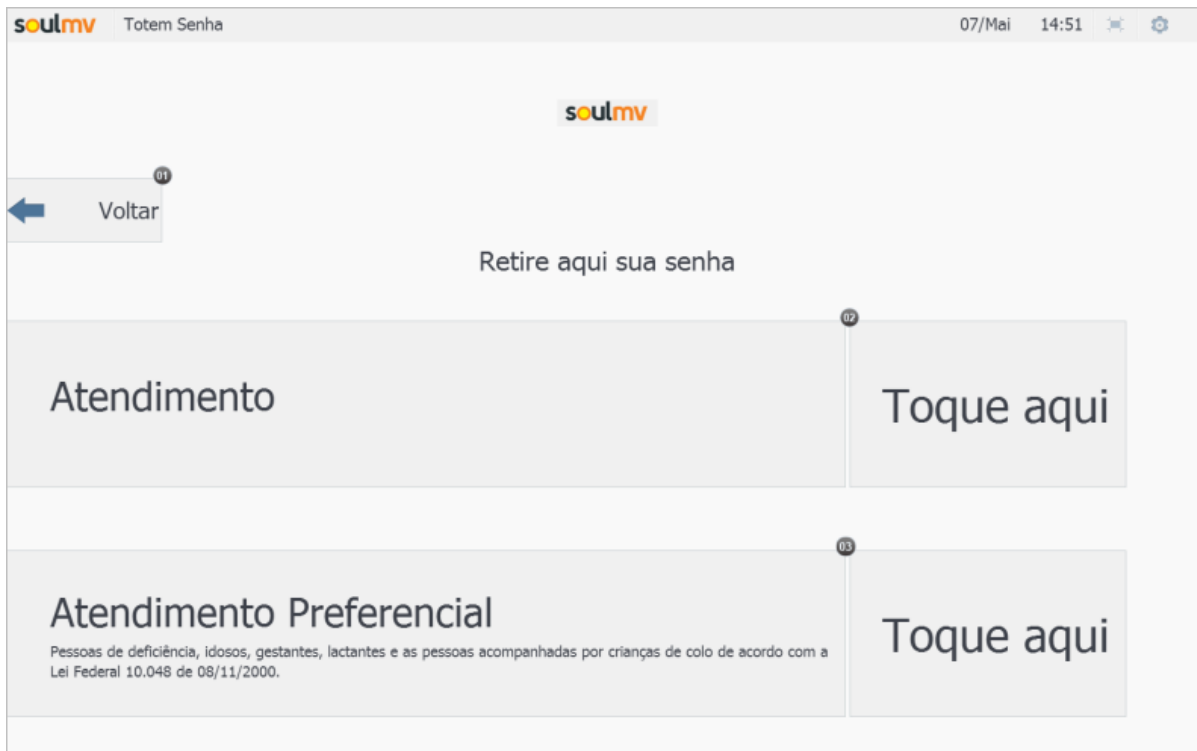 soulmv Totem Senha 07/Mai 14:51
soulmv
01
Voltar
Retire aqui sua senha
02
Atendimento Toque aqui
03
Atendimento Preferencial
Pessoas de deficiência, idosos, gestantes, lactantes e as pessoas acompanhadas por crianças de colo de acordo com a
Lei Federal 10.048 de 08/11/2000.
Toque aqui